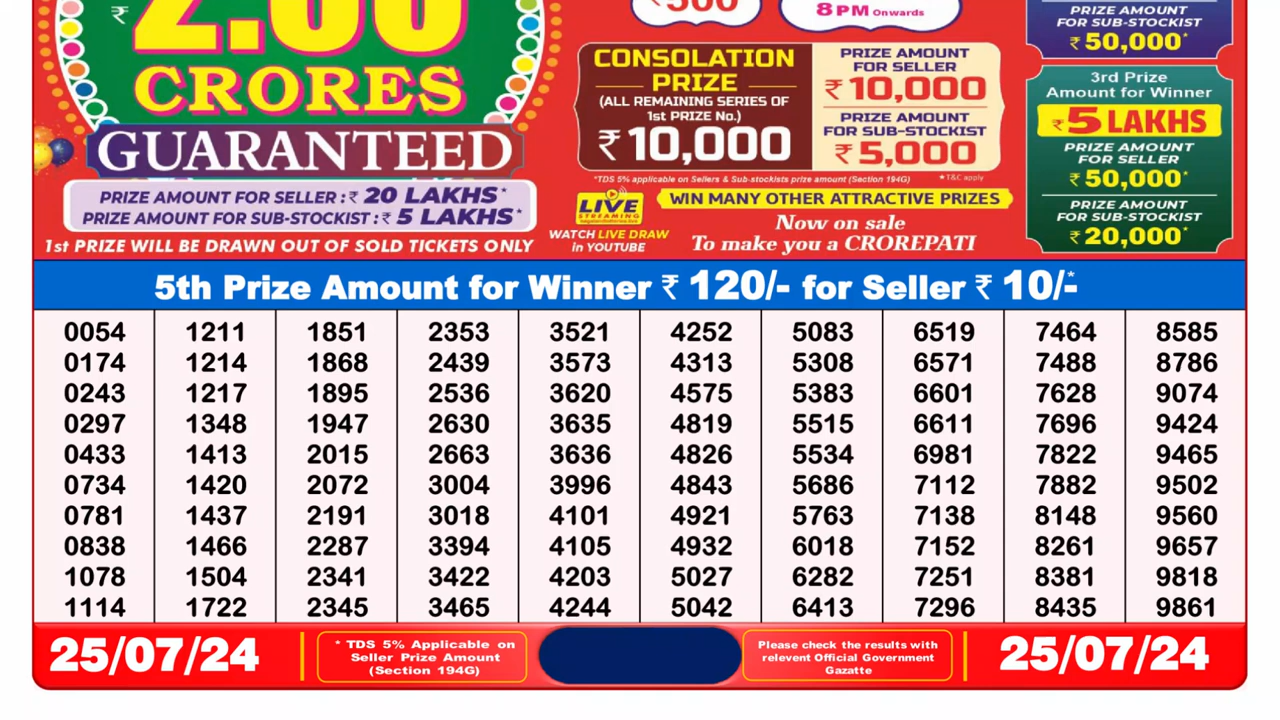 ₹ 2.00
CRORES
GUARANTEED
PRIZE AMOUNT FOR SELLER :₹ 20 LAKHS*
PRIZE AMOUNT FOR SUB-STOCKIST :₹ 5 LAKHS*
1st PRIZE WILL BE DRAWN OUT OF SOLD TICKETS ONLY
₹500
8 PM Onwards
CONSOLATION
PRIZE
(ALL REMAINING SERIES OF
1st PRIZE No.)
₹10,000
PRIZE AMOUNT
FOR SELLER
₹10,000
PRIZE AMOUNT
FOR SUB-STOCKIST
₹5,000
*TDS 5% applicable on Sellers & Sub-stockists prize amount (Section 194G)
★T&C apply
LIVE
STREAMING
WATCH LIVE DRAW
in YOUTUBE
WIN MANY OTHER ATTRACTIVE PRIZES
Now on sale
To make you a CROREPATI
PRIZE AMOUNT
FOR SUB-STOCKIST
₹50,000*
3rd Prize
Amount for Winner
₹5 LAKHS
PRIZE AMOUNT
FOR SELLER
₹50,000*
PRIZE AMOUNT
FOR SUB-STOCKIST
₹20,000*
5th Prize Amount for Winner ₹ 120/- for Seller ₹ 10/-*
0054 1211 1851 2353 3521 4252 5083 6519 7464 8585
0174 1214 1868 2439 3573 4313 5308 6571 7488 8786
0243 1217 1895 2536 3620 4575 5383 6601 7628 9074
0297 1348 1947 2630 3635 4819 5515 6611 7696 9424
0433 1413 2015 2663 3636 4826 5534 6981 7822 9465
0734 1420 2072 3004 3996 4843 5686 7112 7882 9502
0781 1437 2191 3018 4101 4921 5763 7138 8148 9560
0838 1466 2287 3394 4105 4932 6018 7152 8261 9657
1078 1504 2341 3422 4203 5027 6282 7251 8381 9818
1114 1722 2345 3465 4244 5042 6413 7296 8435 9861
25/07/24
* TDS 5% Applicable on
Seller Prize Amount
(Section 194G)
Please check the results with
relevent Official Government
Gazatte
25/07/24